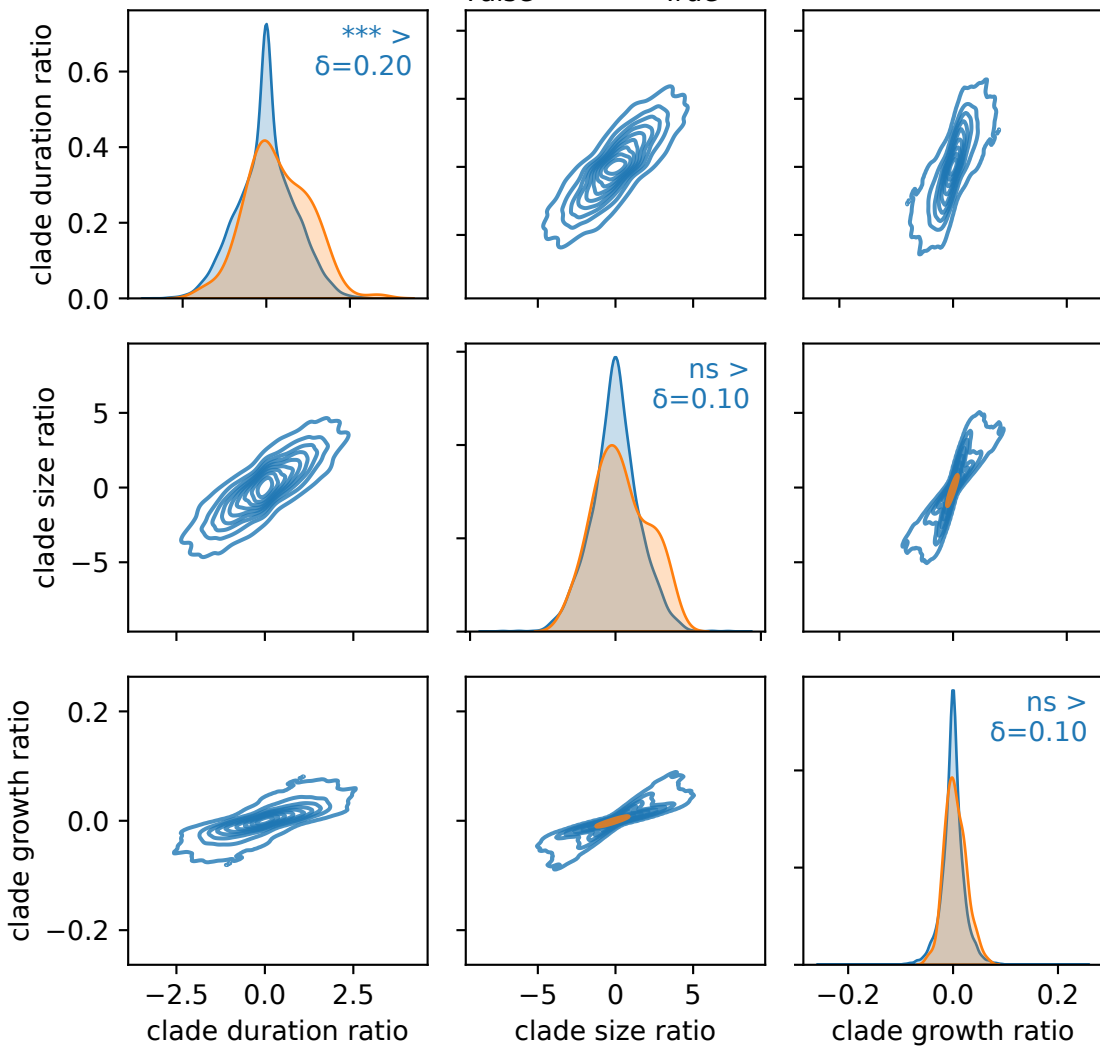 clade duration ratio
0.6
0.4
0.2
0.0
*** >
δ=0.20
clade size ratio
5
0
−5
ns >
δ=0.10
clade growth ratio
0.2
0.0
−0.2
ns >
δ=0.10
−2.5 0.0 2.5
−5 0 5
−0.2 0.0 0.2
clade duration ratio
clade size ratio
clade growth ratio